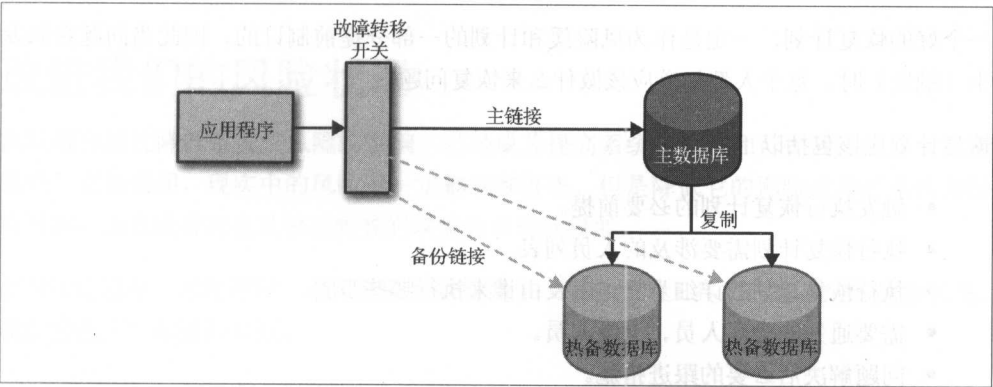 故障转移
开关
应用程序
主链接
主数据库
复制
备份链接
热备数据库
热备数据库